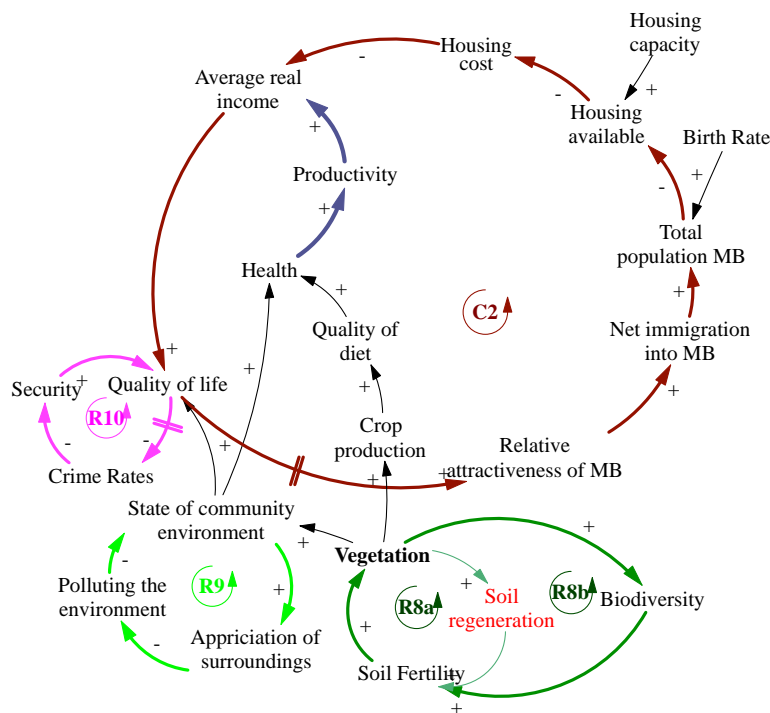 Housing
capacity
Housing
cost
Average real
income
Housing
available
Birth Rate
Productivity
Total
population MB
Health
C2
Quality of
diet
Net immigration
into MB
Security
Quality of life
R10
Crop
production
Relative
attractiveness of MB
Crime Rates
State of community
environment
Vegetation
R9
Polluting the
environment
R8a
Soil
regeneration
R8b
Biodiversity
Appriciation of
surroundings
Soil Fertility
-
-
+
+
-
+
+
+
+
+
+
+
+
+
+
-
-
+
+
+
+
+
-
+
+
-
+
+
+